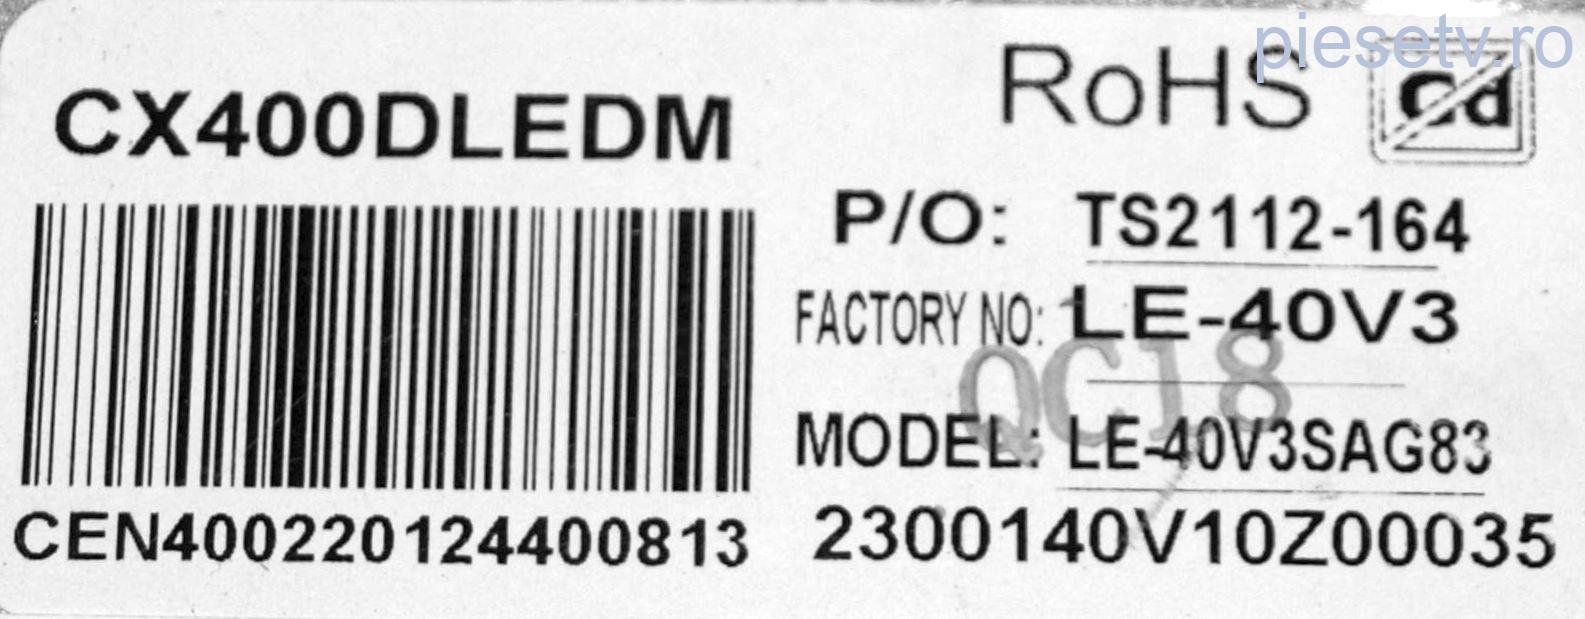 piesetv.ro
CX400DLEDM
RoHS Cd
P/O: TS2112-164
FACTORY NO: LE-40V3
QC18
MODEL: LE-40V3SAG83
CEN400220124400813
2300140V10Z00035